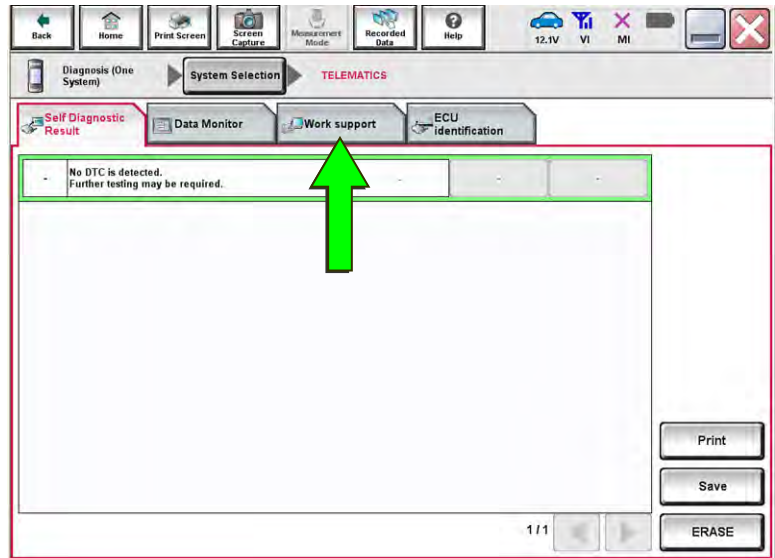 Back
Home
Print Screen
Screen
Capture
Measurement
Mode
Recorded
Data
Help
12.1V
VI
MI
Diagnosis (One
System)
System Selection
TELEMATICS
Self Diagnostic
Result
Data Monitor
Work support
ECU
identification
-
No DTC is detected.
Further testing may be required.
-
-
-
Print
Save
1/1
ERASE